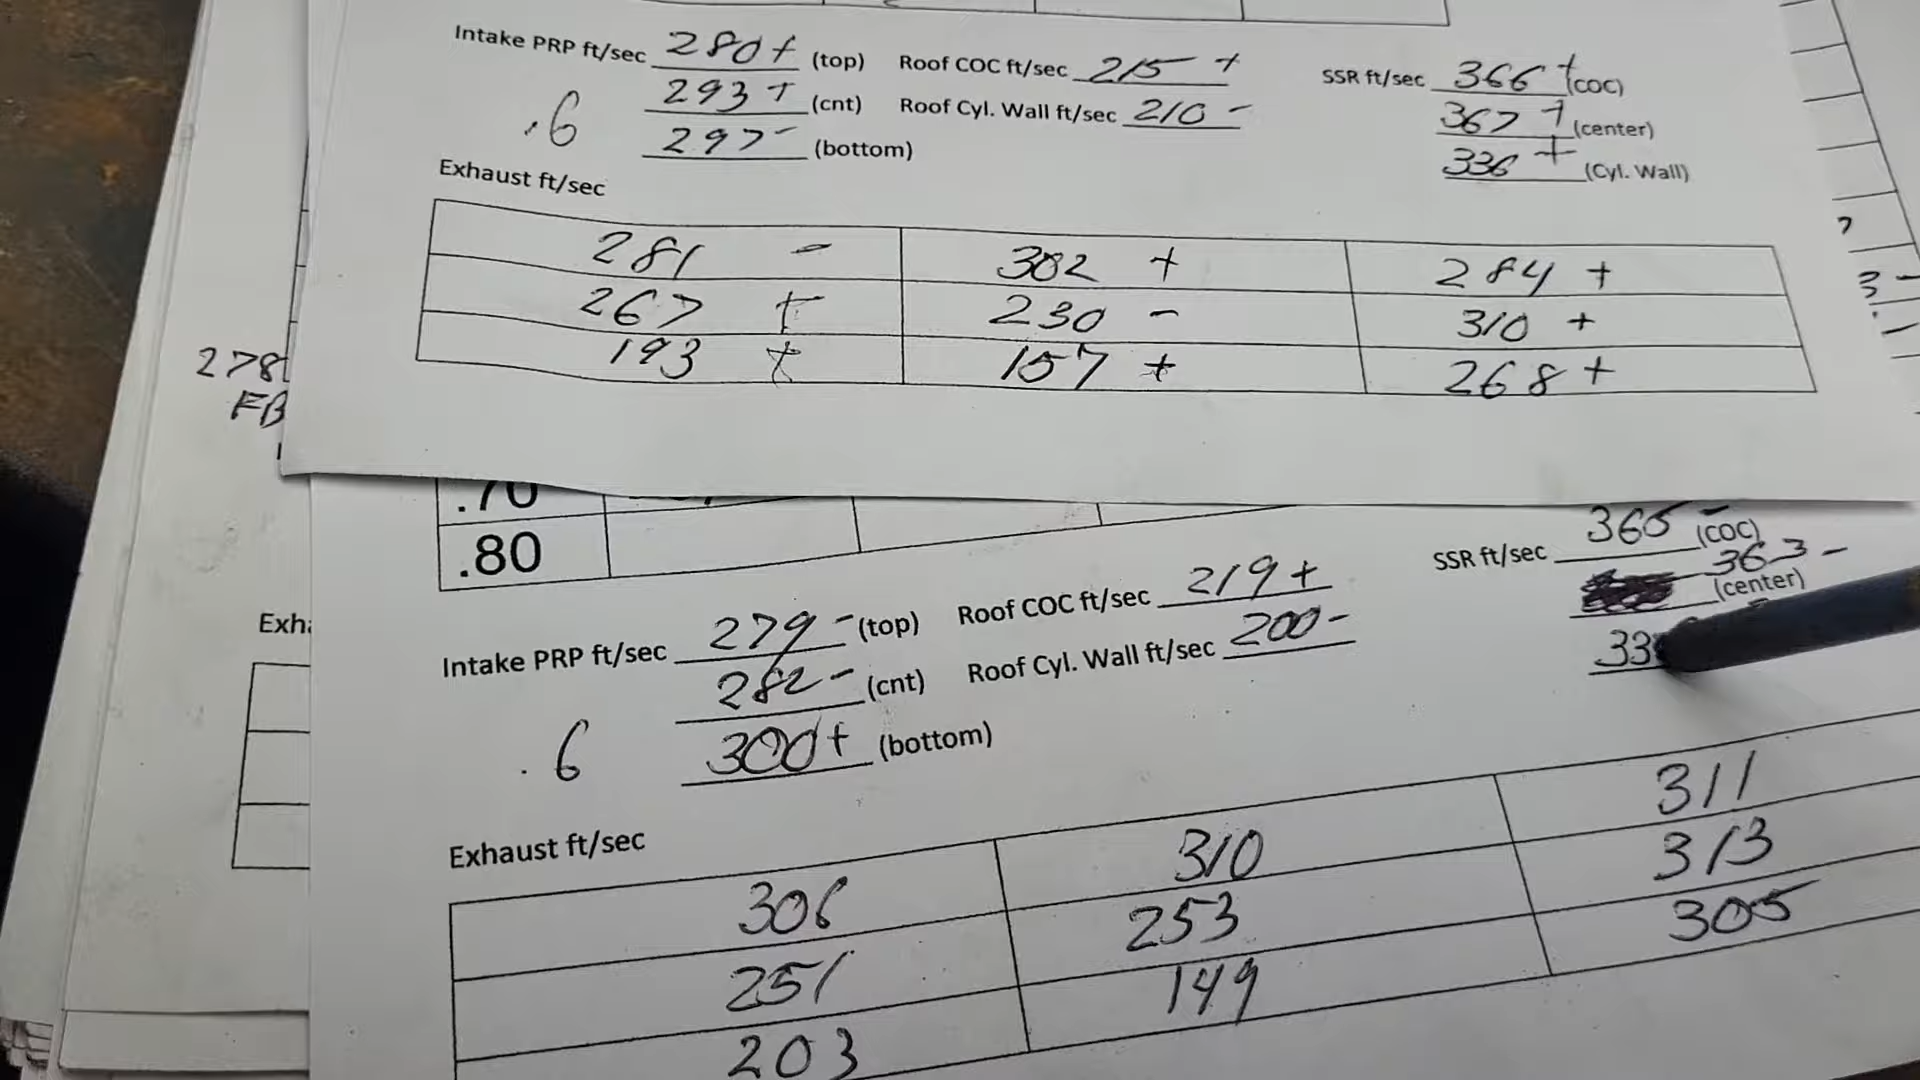 Intake PRP ft/sec 280+ (top) Roof COC ft/sec 215 + SSR ft/sec 366 + (COC)
.6 293 + (cnt) Roof Cyl. Wall ft/sec 210 - 367 + (center)
297 - (bottom) 336 + (Cyl. Wall)
Exhaust ft/sec
281 - 302 + 284 +
267 + 230 - 310 +
193 + 157 + 268 +
278
FB
.70
.80
Exh
Intake PRP ft/sec 279 - (top) Roof COC ft/sec 219 + SSR ft/sec 365 - (COC)
282 - (cnt) Roof Cyl. Wall ft/sec 200 - 363 - (center)
.6 300 + (bottom) 33
Exhaust ft/sec
306 310 311
251 253 313
203 149 305